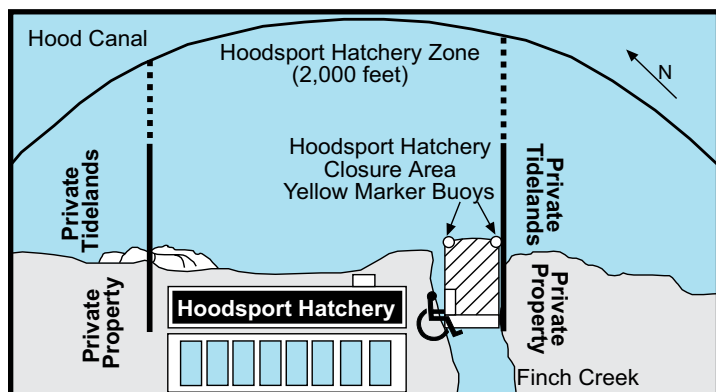 Hood Canal
Hoodsport Hatchery Zone
(2,000 feet)
N
Hoodsport Hatchery
Closure Area
Yellow Marker Buoys
Private
Tidelands
Private
Tidelands
Private
Property
Private
Property
Hoodsport Hatchery
Finch Creek